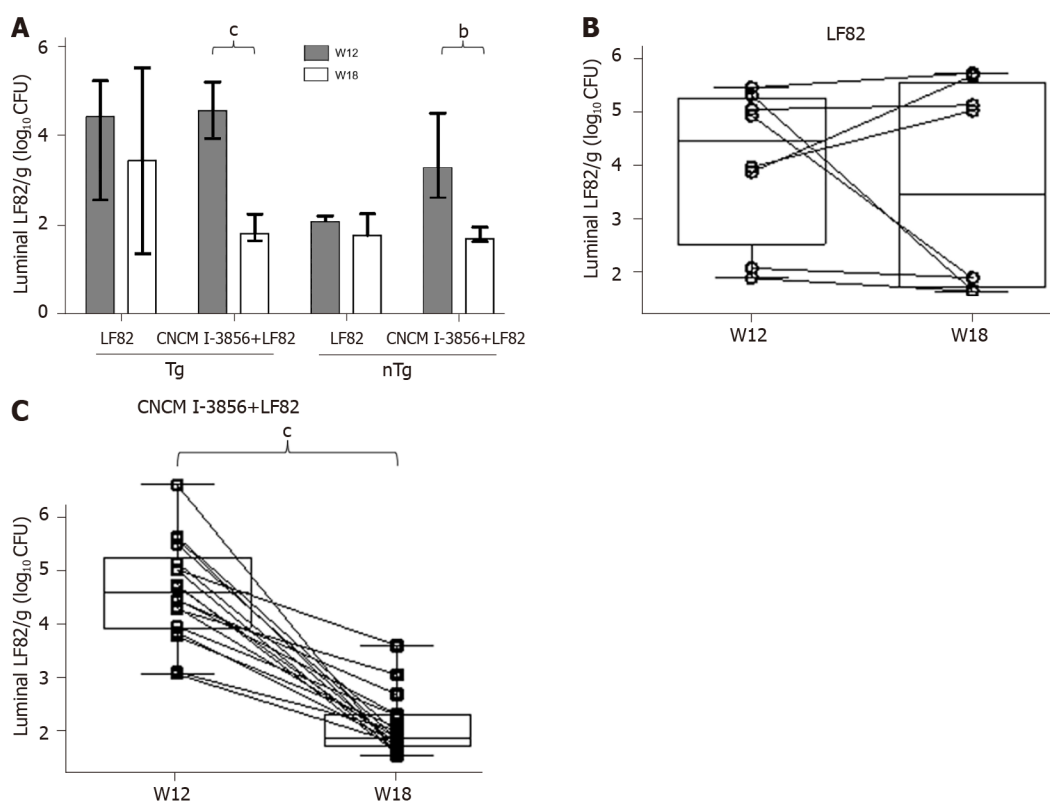 A
Luminal LF82/g (log10 CFU)
6
4
2
0
c
b
W12
W18
LF82
CNCM I-3856+LF82
LF82
CNCM I-3856+LF82
Tg
nTg
B
LF82
Luminal LF82/g (log10 CFU)
6
5
4
3
2
W12
W18
C
CNCM I-3856+LF82
c
Luminal LF82/g (log10 CFU)
6
5
4
3
2
W12
W18